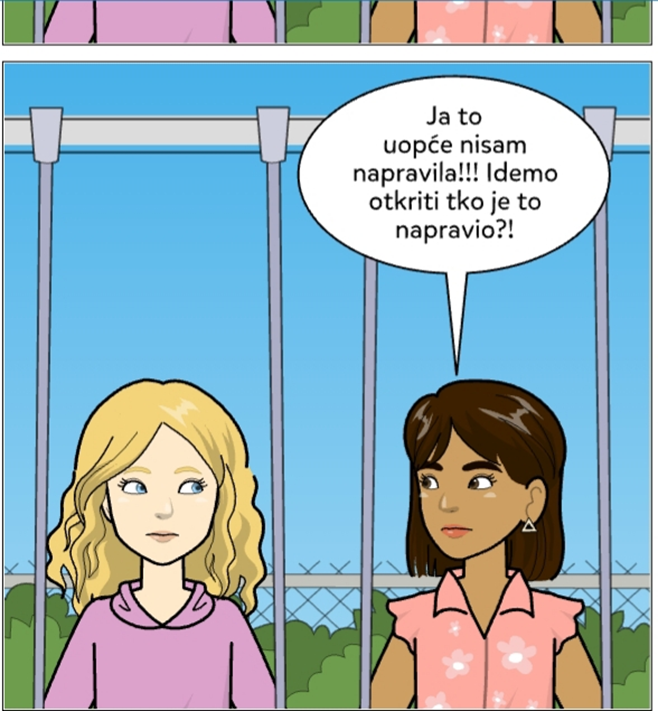 Ja to
uopće nisam
napravila!!! Idemo
otkriti tko je to
napravio?!